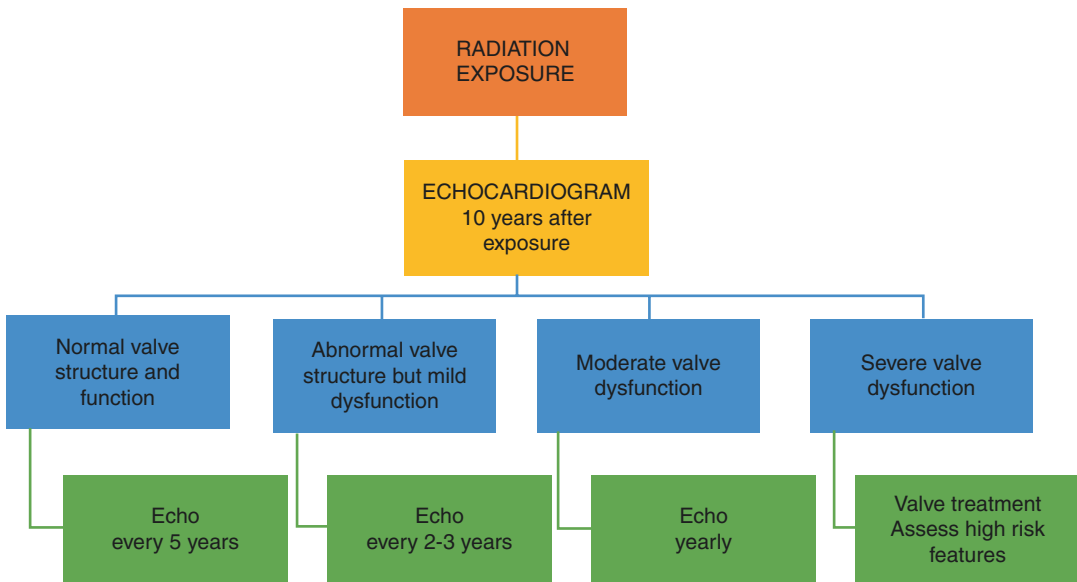 RADIATION
EXPOSURE
ECHOCARDIOGRAM
10 years after
exposure
Normal valve
structure and
function
Abnormal valve
structure but mild
dysfunction
Moderate valve
dysfunction
Severe valve
dysfunction
Echo
every 5 years
Echo
every 2-3 years
Echo
yearly
Valve treatment
Assess high risk
features